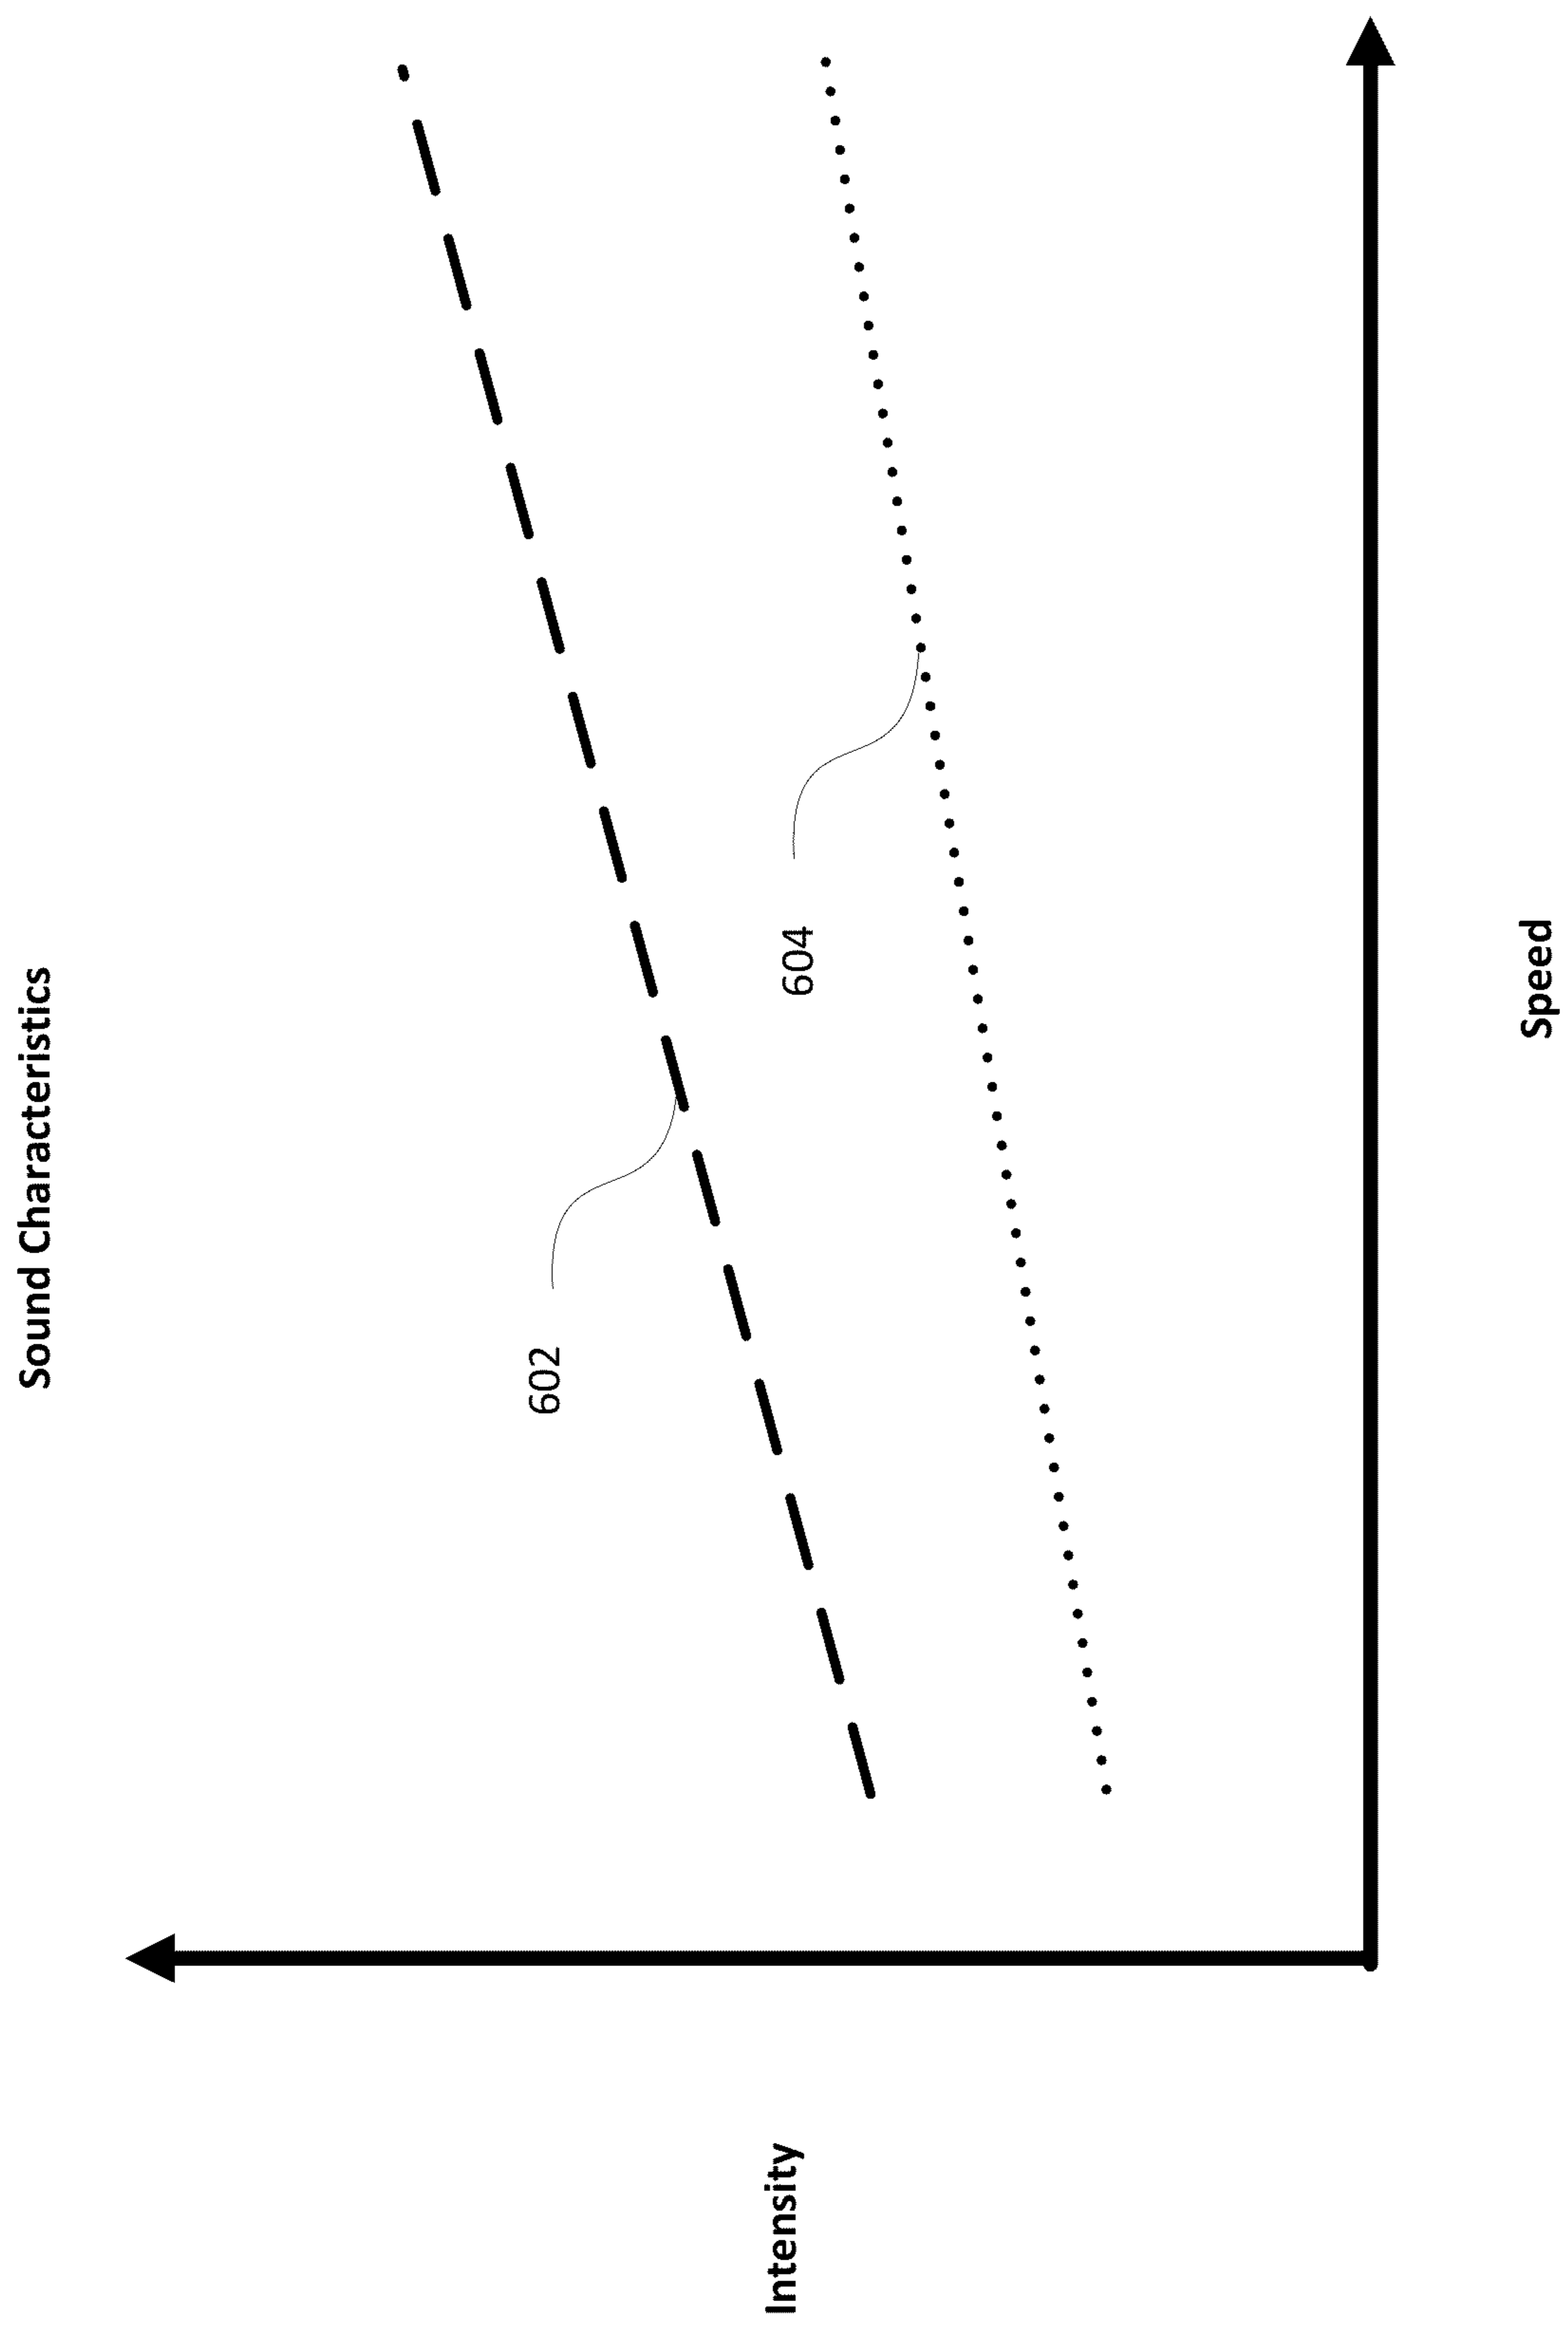 Sound Characteristics
602
604
Intensity
Speed